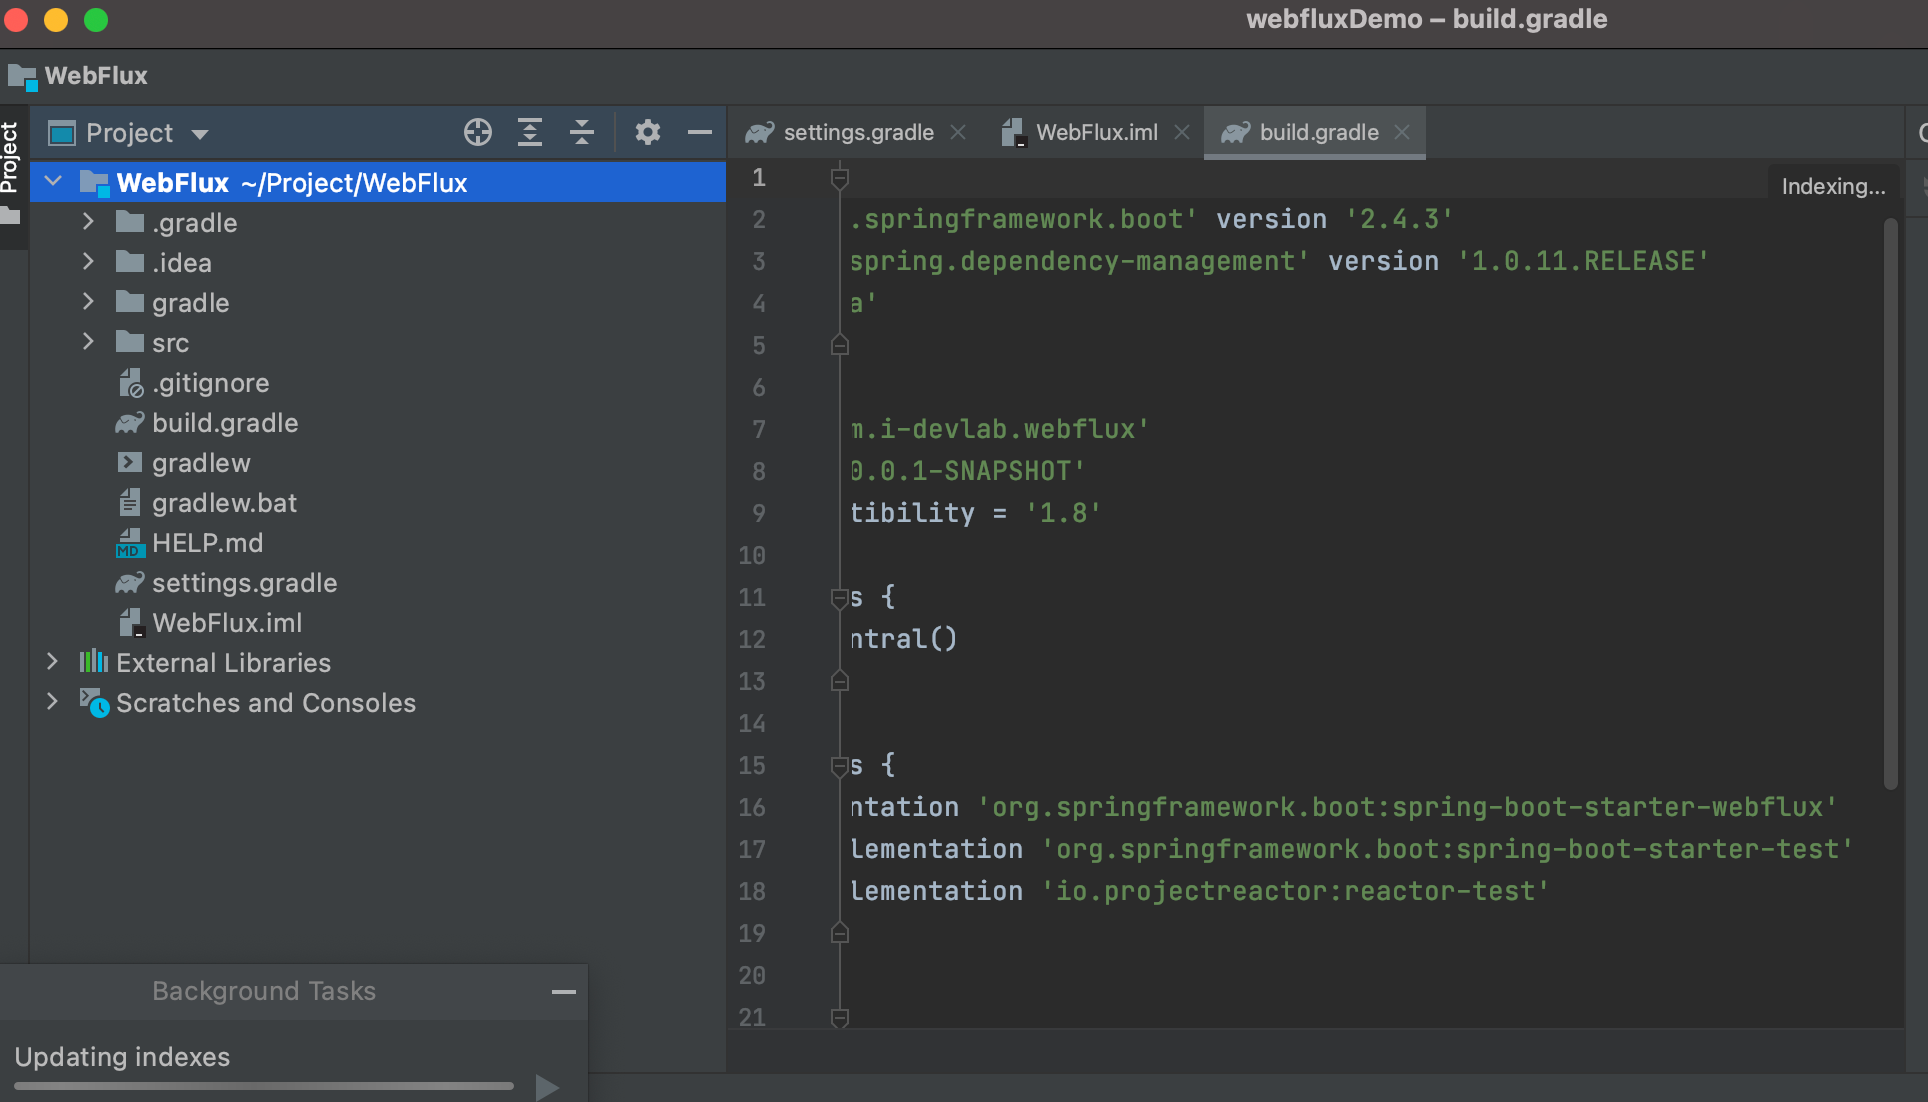 webfluxDemo – build.gradle
WebFlux
Project
Project
WebFlux ~/Project/WebFlux
.gradle
.idea
gradle
src
.gitignore
build.gradle
gradlew
gradlew.bat
HELP.md
settings.gradle
WebFlux.iml
External Libraries
Scratches and Consoles
settings.gradle
WebFlux.iml
build.gradle
Indexing...
1
2 .springframework.boot' version '2.4.3'
3 spring.dependency-management' version '1.0.11.RELEASE'
4 a'
5
6
7 m.i-devlab.webflux'
8 0.0.1-SNAPSHOT'
9 tibility = '1.8'
10
11 s {
12 ntral()
13
14
15 s {
16 ntation 'org.springframework.boot:spring-boot-starter-webflux'
17 lementation 'org.springframework.boot:spring-boot-starter-test'
18 lementation 'io.projectreactor:reactor-test'
19
20
21
Background Tasks
Updating indexes